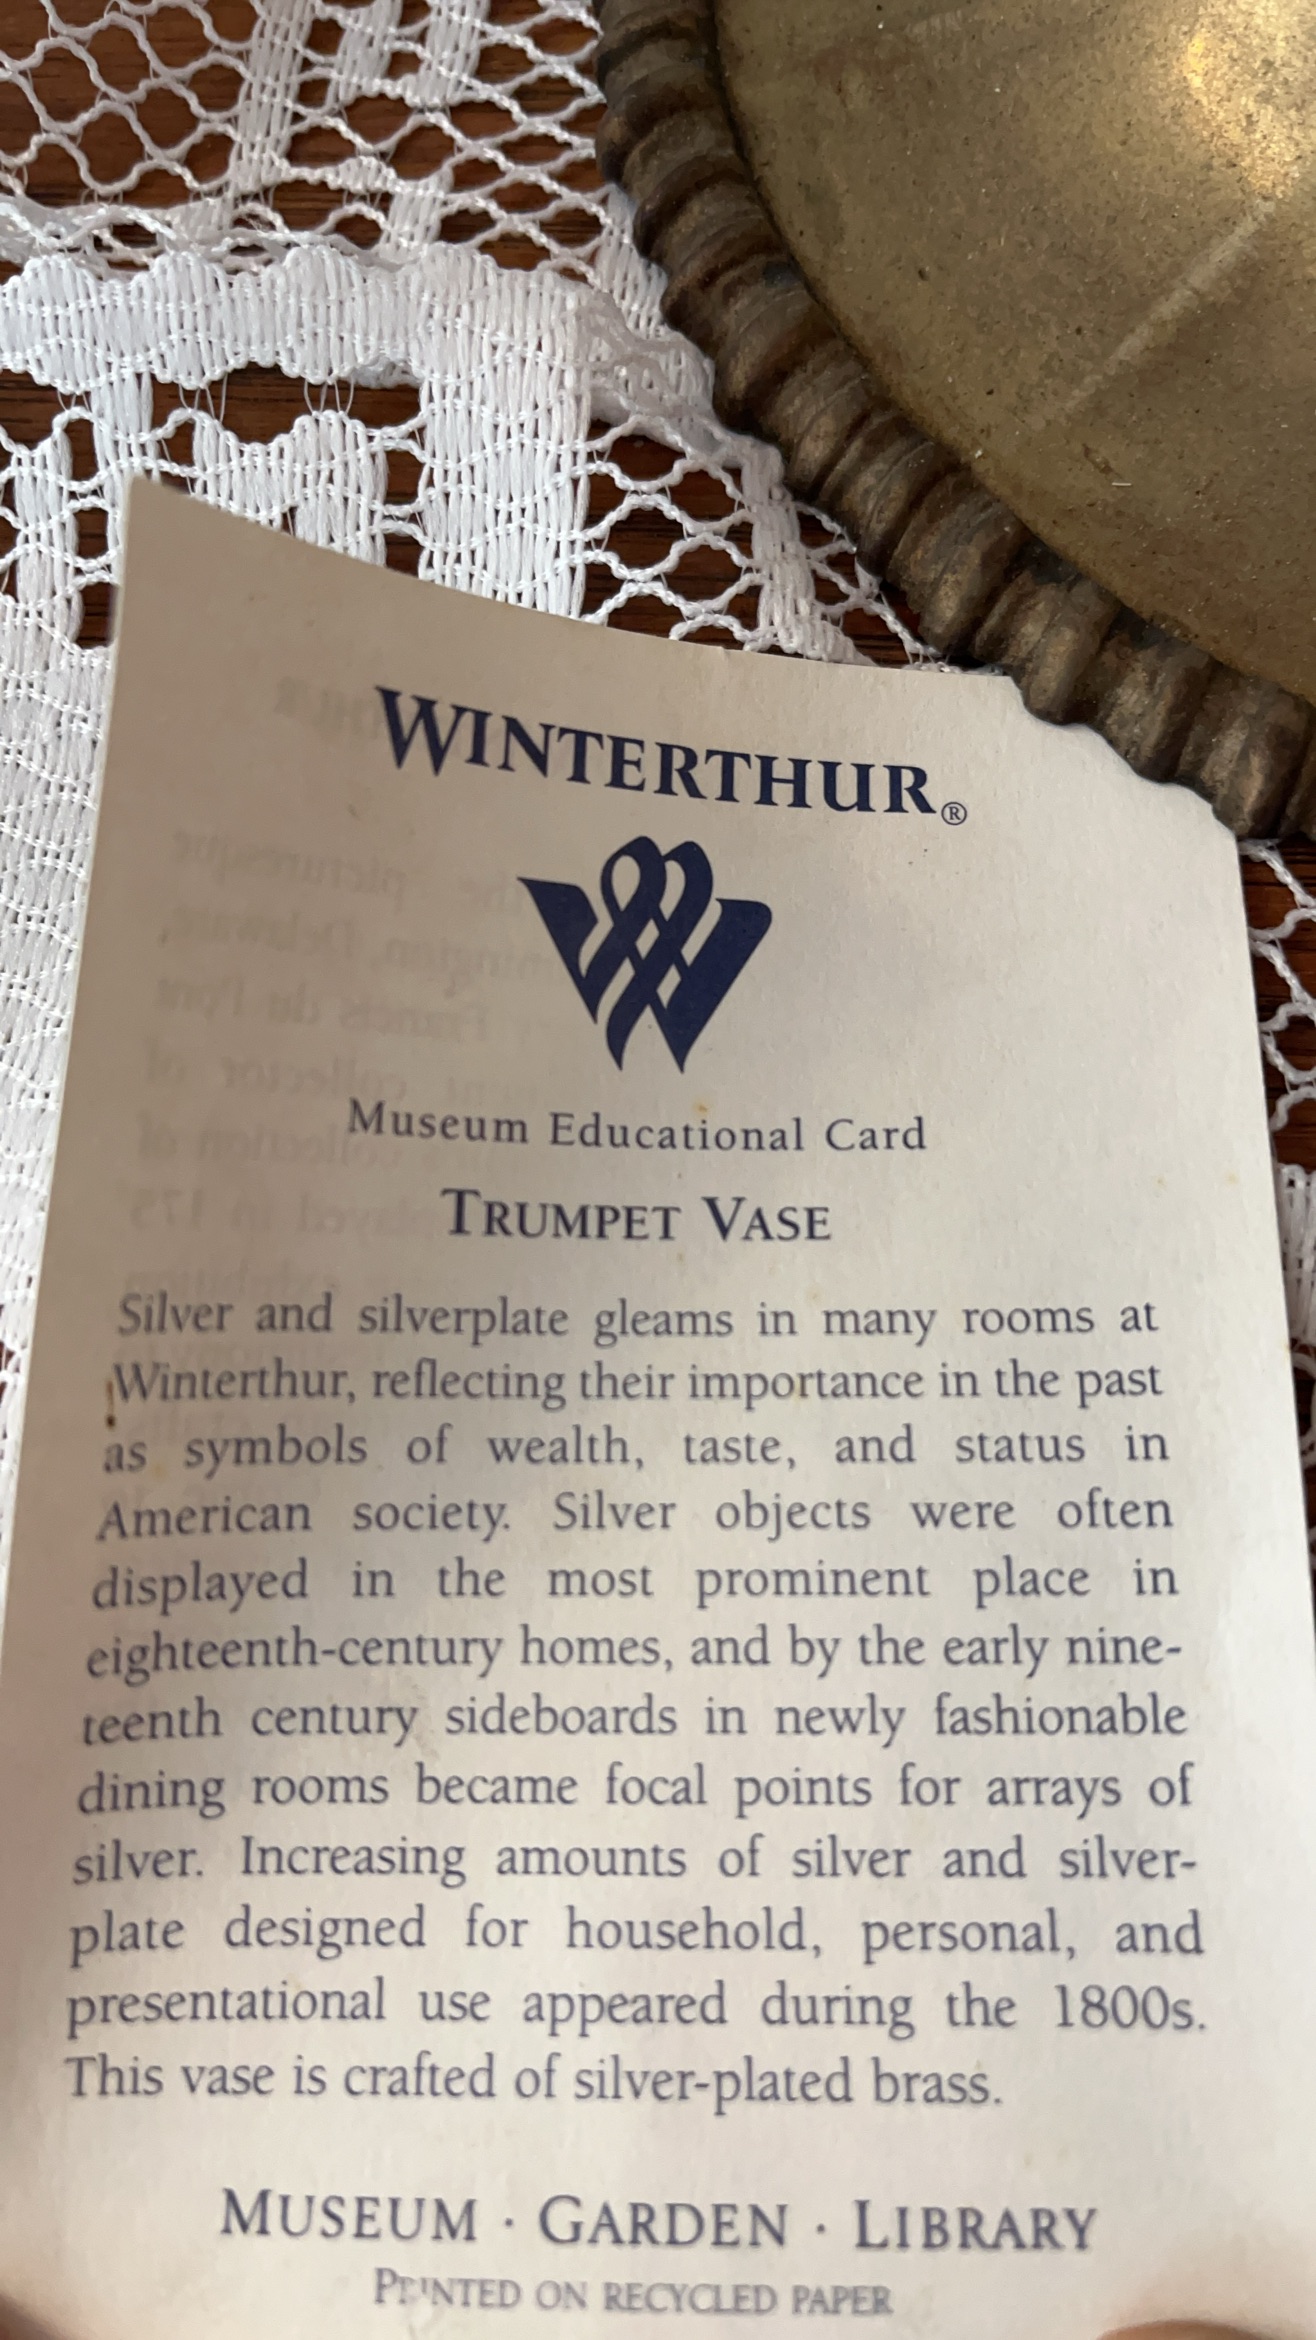 WINTERTHUR®
Museum Educational Card
TRUMPET VASE
Silver and silverplate gleams in many rooms at
Winterthur, reflecting their importance in the past
as symbols of wealth, taste, and status in
American society. Silver objects were often
displayed in the most prominent place in
eighteenth-century homes, and by the early nine-
teenth century sideboards in newly fashionable
dining rooms became focal points for arrays of
silver. Increasing amounts of silver and silver-
plate designed for household, personal, and
presentational use appeared during the 1800s.
This vase is crafted of silver-plated brass.
MUSEUM · GARDEN · LIBRARY
PRINTED ON RECYCLED PAPER